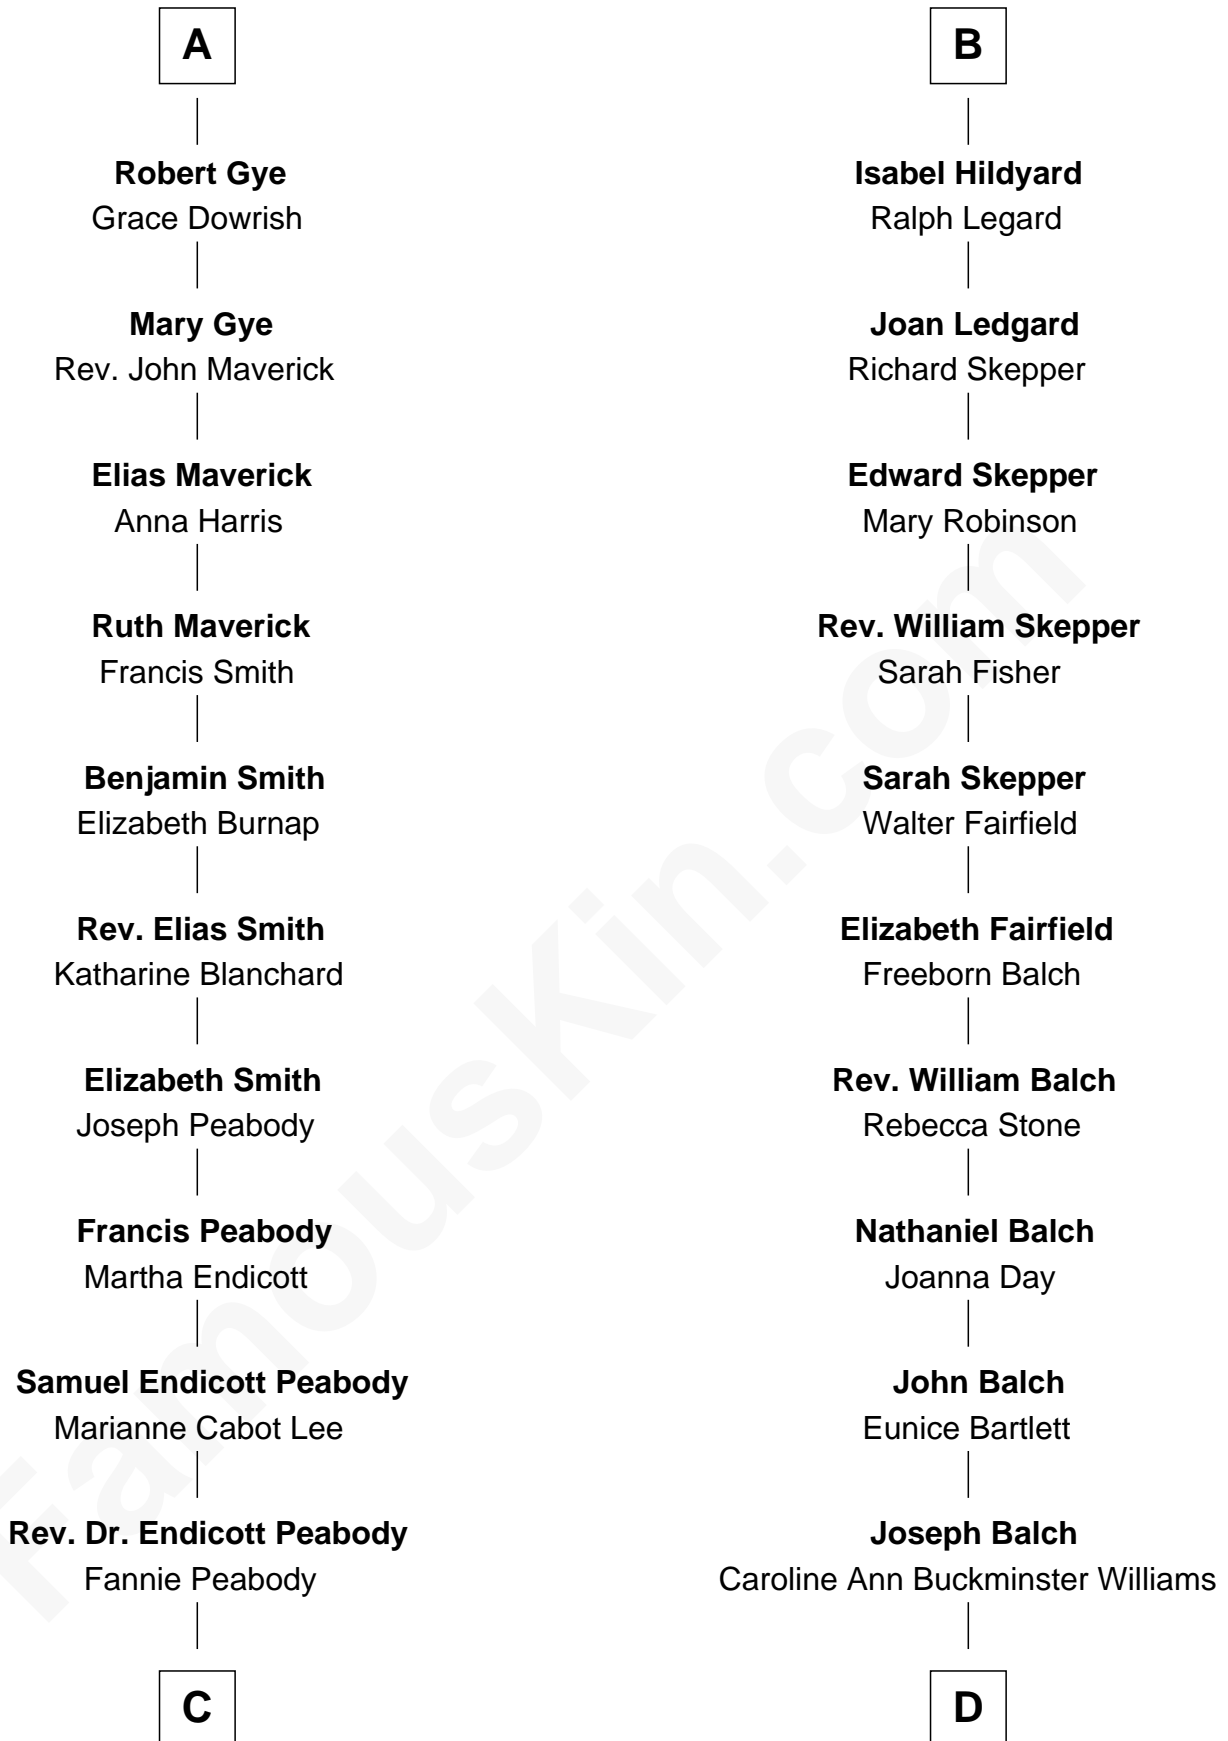 A
Robert Gye
Grace Dowrish
Mary Gye
Rev. John Maverick
Elias Maverick
Anna Harris
Ruth Maverick
Francis Smith
Benjamin Smith
Elizabeth Burnap
Rev. Elias Smith
Katharine Blanchard
Elizabeth Smith
Joseph Peabody
Francis Peabody
Martha Endicott
Samuel Endicott Peabody
Marianne Cabot Lee
Rev. Dr. Endicott Peabody
Fannie Peabody
C
B
Isabel Hildyard
Ralph Legard
Joan Ledgard
Richard Skepper
Edward Skepper
Mary Robinson
Rev. William Skepper
Sarah Fisher
Sarah Skepper
Walter Fairfield
Elizabeth Fairfield
Freeborn Balch
Rev. William Balch
Rebecca Stone
Nathaniel Balch
Joanna Day
John Balch
Eunice Bartlett
Joseph Balch
Caroline Ann Buckminster Williams
D
FamousKin.com